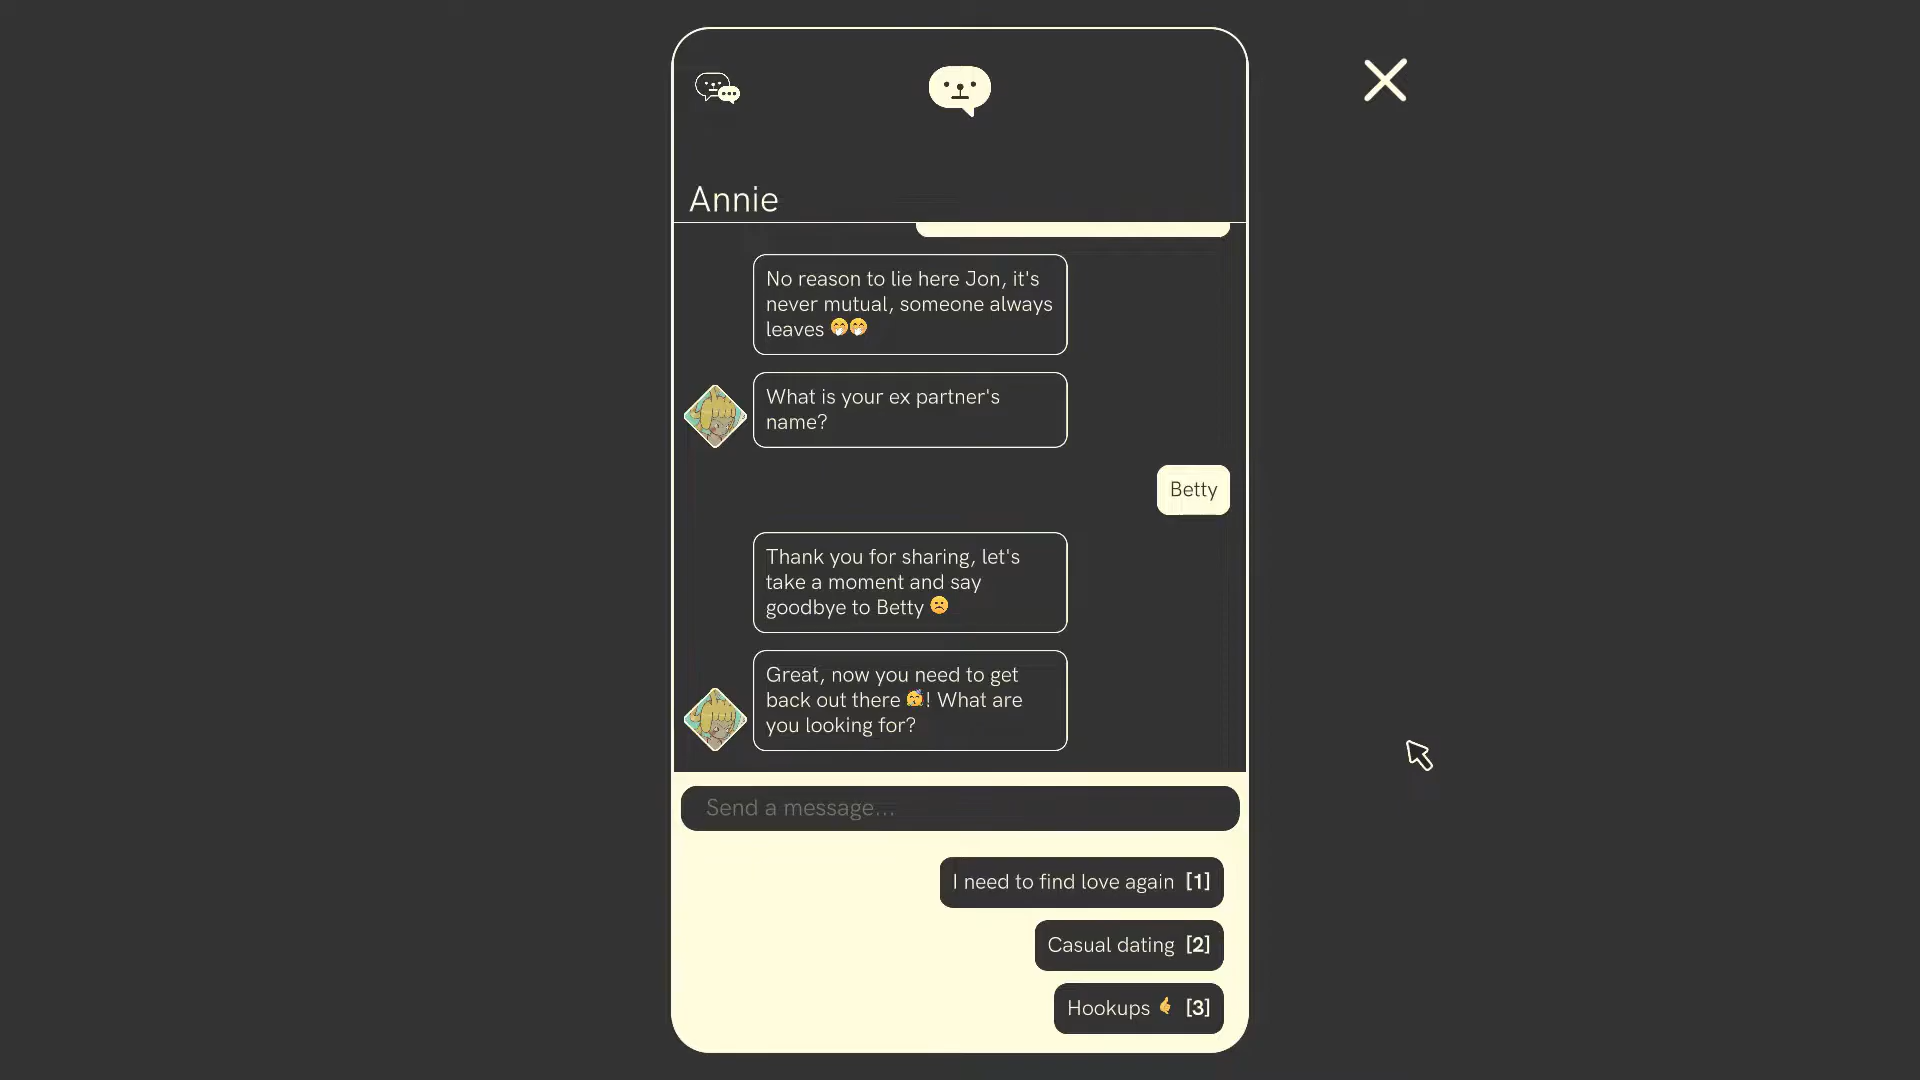 Annie
No reason to lie here Jon, it's
never mutual, someone always
leaves 🤭🤭
What is your ex partner's
name?
Betty
Thank you for sharing, let's
take a moment and say
goodbye to Betty 🙁
Great, now you need to get
back out there 🥳! What are
you looking for?
Send a message...
I need to find love again [1]
Casual dating [2]
Hookups 🤙 [3]